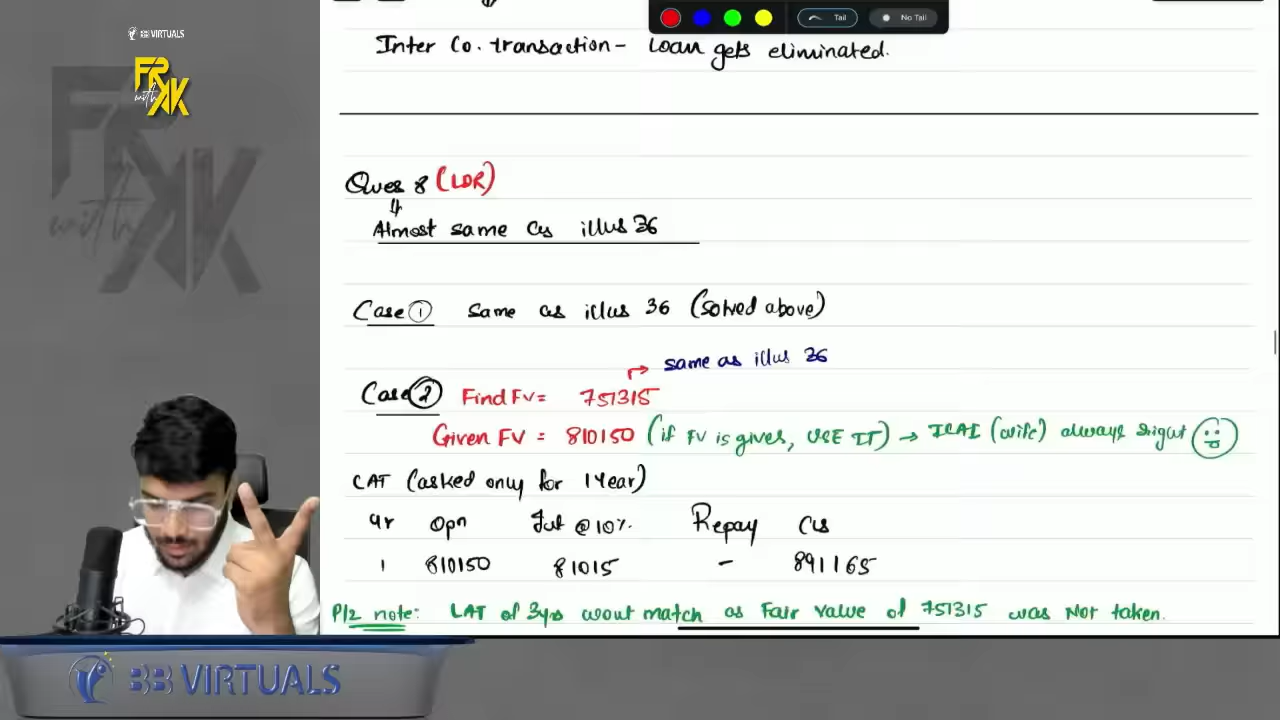 BB VIRTUALS
FR
with
KK
Tail
No Tail
Inter Co. transaction - Loan gets eliminated.
Ques 8 (LDR)
Almost same as illus 36
Case 1 same as illus 36 (solved above)
same as illus 36
Case 2 Find FV = 751315
Given FV = 810150 (if FV is given, USE IT) → ICAI (wife) always right
LAT (asked only for 1 Year)
Yr Opn Int @10% Repay Cls
1 810150 81015 - 891165
Plz note: LAT of 3yrs wont match as Fair value of 751315 was Not taken.
BB VIRTUALS